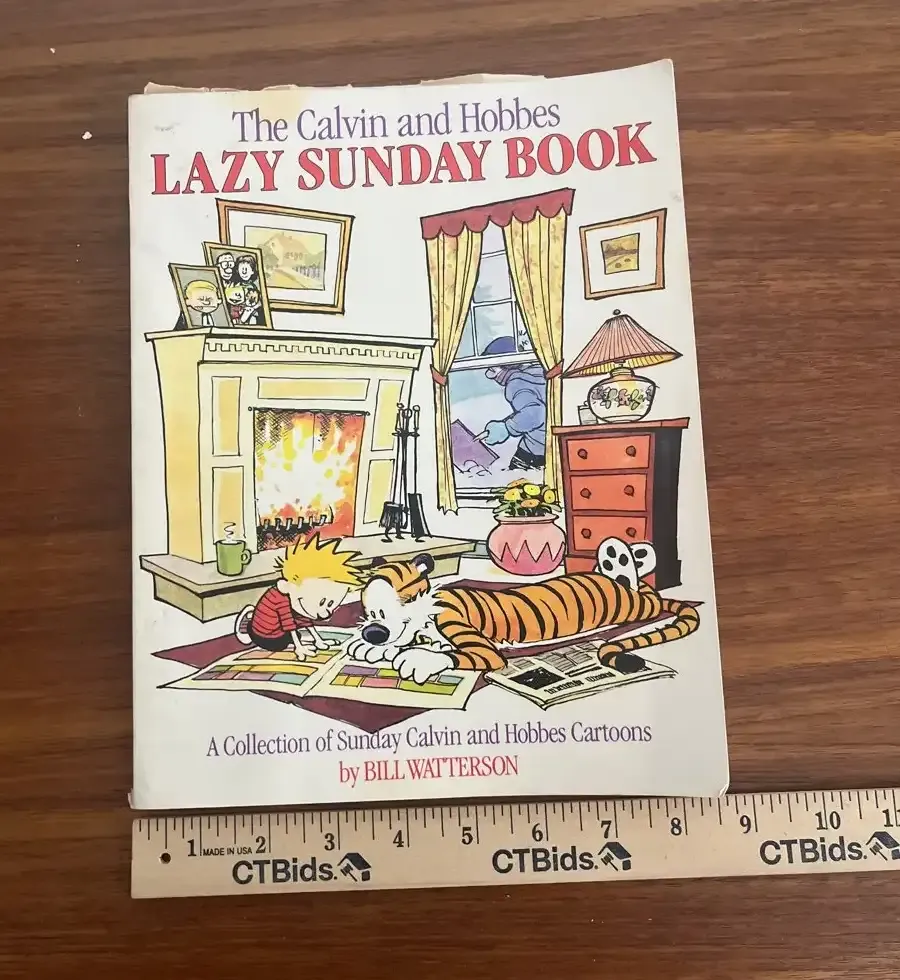 The Calvin and Hobbes
LAZY SUNDAY BOOK
A Collection of Sunday Calvin and Hobbes Cartoons
by BILL WATTERSON
1 MADE IN USA 2 3 4 5 6 7 8 9 10 11
CTBids. CTBids. CTBids.